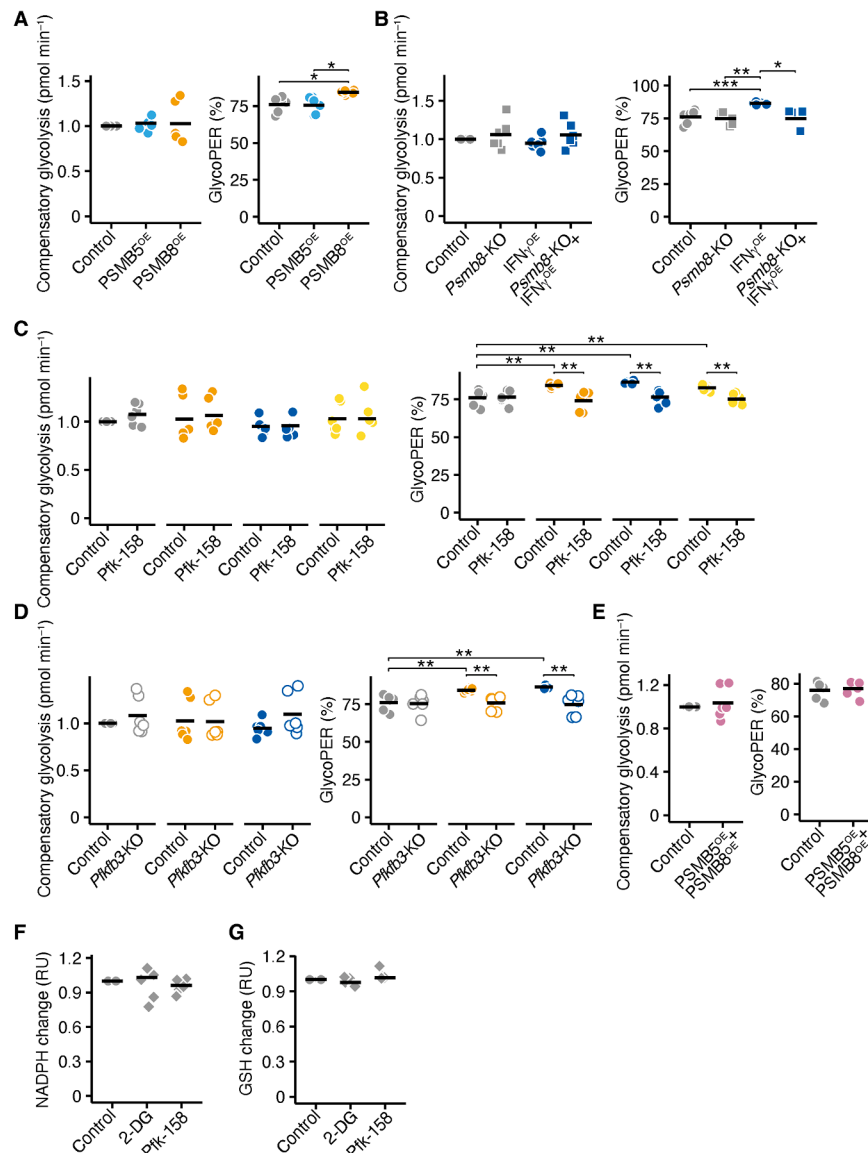 A
B
Compensatory glycolysis (pmol min⁻¹)
1.5
1.0
0.5
0
Control
PSMB5ᴼᴱ
PSMB8ᴼᴱ
GlycoPER (%)
75
50
25
0
*
*
Control
PSMB5ᴼᴱ
PSMB8ᴼᴱ
Compensatory glycolysis (pmol min⁻¹)
1.5
1.0
0.5
0
Control
Psmb8-KO
IFNγᴼᴱ
Psmb8-KO+
IFNγᴼᴱ
GlycoPER (%)
100
75
50
25
0
***
**
*
Control
Psmb8-KO
IFNγᴼᴱ
Psmb8-KO+
IFNγᴼᴱ
C
Compensatory glycolysis (pmol min⁻¹)
1.0
0.5
0
Control
Pfk-158
Control
Pfk-158
Control
Pfk-158
Control
Pfk-158
GlycoPER (%)
75
50
25
0
**
**
**
**
**
**
Control
Pfk-158
Control
Pfk-158
Control
Pfk-158
Control
Pfk-158
D
Compensatory glycolysis (pmol min⁻¹)
1.0
0.5
0
Control
Pfkfb3-KO
Control
Pfkfb3-KO
Control
Pfkfb3-KO
GlycoPER (%)
75
50
25
0
**
**
**
**
Control
Pfkfb3-KO
Control
Pfkfb3-KO
Control
Pfkfb3-KO
E
Compensatory glycolysis (pmol min⁻¹)
1.2
0.8
0.4
0
Control
PSMB5ᴼᴱ+
PSMB8ᴼᴱ
GlycoPER (%)
80
60
40
20
0
Control
PSMB5ᴼᴱ+
PSMB8ᴼᴱ
F
NADPH change (RU)
1.2
0.9
0.6
0.3
0
Control
2-DG
Pfk-158
G
GSH change (RU)
1.2
0.9
0.6
0.3
0
Control
2-DG
Pfk-158